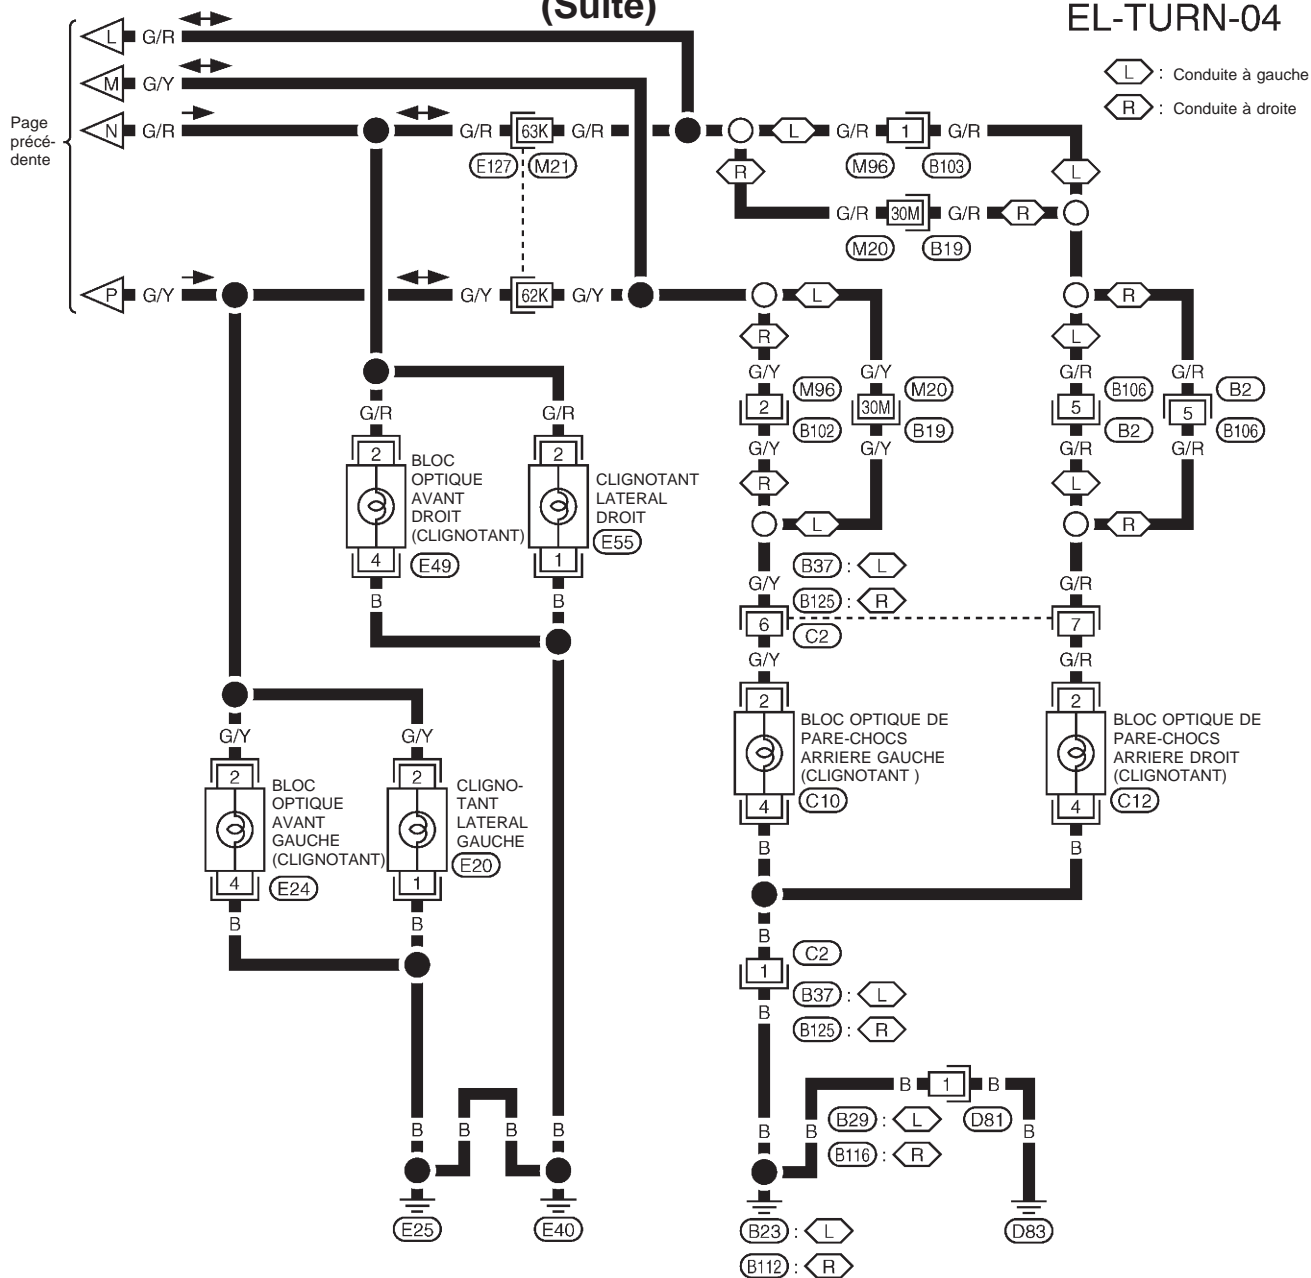 (Suite)
EL-TURN-04
L : Conduite à gauche
R : Conduite à droite
Page
précé-
dente
L G/R
M G/Y
N G/R G/R 63K G/R L G/R 1 G/R
E127 M21 R M96 B103 L
G/R 30M G/R R
M20 B19
P G/Y G/Y 62K G/Y L R
R L
G/Y G/Y G/R G/R
M96 M20 B106 B2
2 30M 5 5
B102 B19 B2 B106
G/Y G/Y G/R G/R
R L
L R
G/R G/R
2 2
BLOC
OPTIQUE
AVANT
DROIT
(CLIGNOTANT)
4 E49
B
CLIGNOTANT
LATERAL
DROIT
E55
1
B
B37 : L
G/Y G/R
B125 : R
6 7
C2
G/Y G/R
2 2
BLOC OPTIQUE DE
PARE-CHOCS
ARRIERE GAUCHE
(CLIGNOTANT )
C10
4
B
BLOC OPTIQUE DE
PARE-CHOCS
ARRIERE DROIT
(CLIGNOTANT)
C12
4
B
G/Y G/Y
2 2
BLOC
OPTIQUE
AVANT
GAUCHE
(CLIGNOTANT)
4 E24
B
CLIGNO-
TANT
LATERAL
GAUCHE
E20
1
B
B
C2
1
B37 : L
B
B125 : R
B 1 B
B29 : L D81
B B B B B B B
B116 : R
E25 E40 B23 : L D83
B112 : R